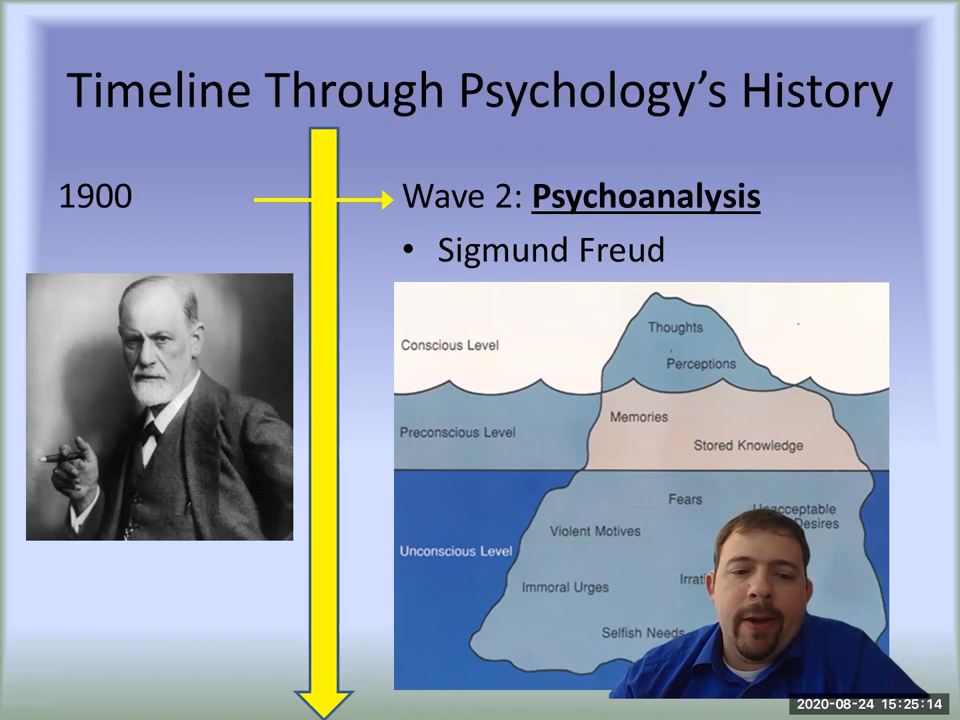 Timeline Through Psychology's History
1900
Wave 2: Psychoanalysis
• Sigmund Freud
Thoughts
Conscious Level
Perceptions
Memories
Preconscious Level
Stored Knowledge
Fears
Desires
Violent Motives
Unconscious Level
Immoral Urges
Selfish Needs
2020-08-24 15:25:14